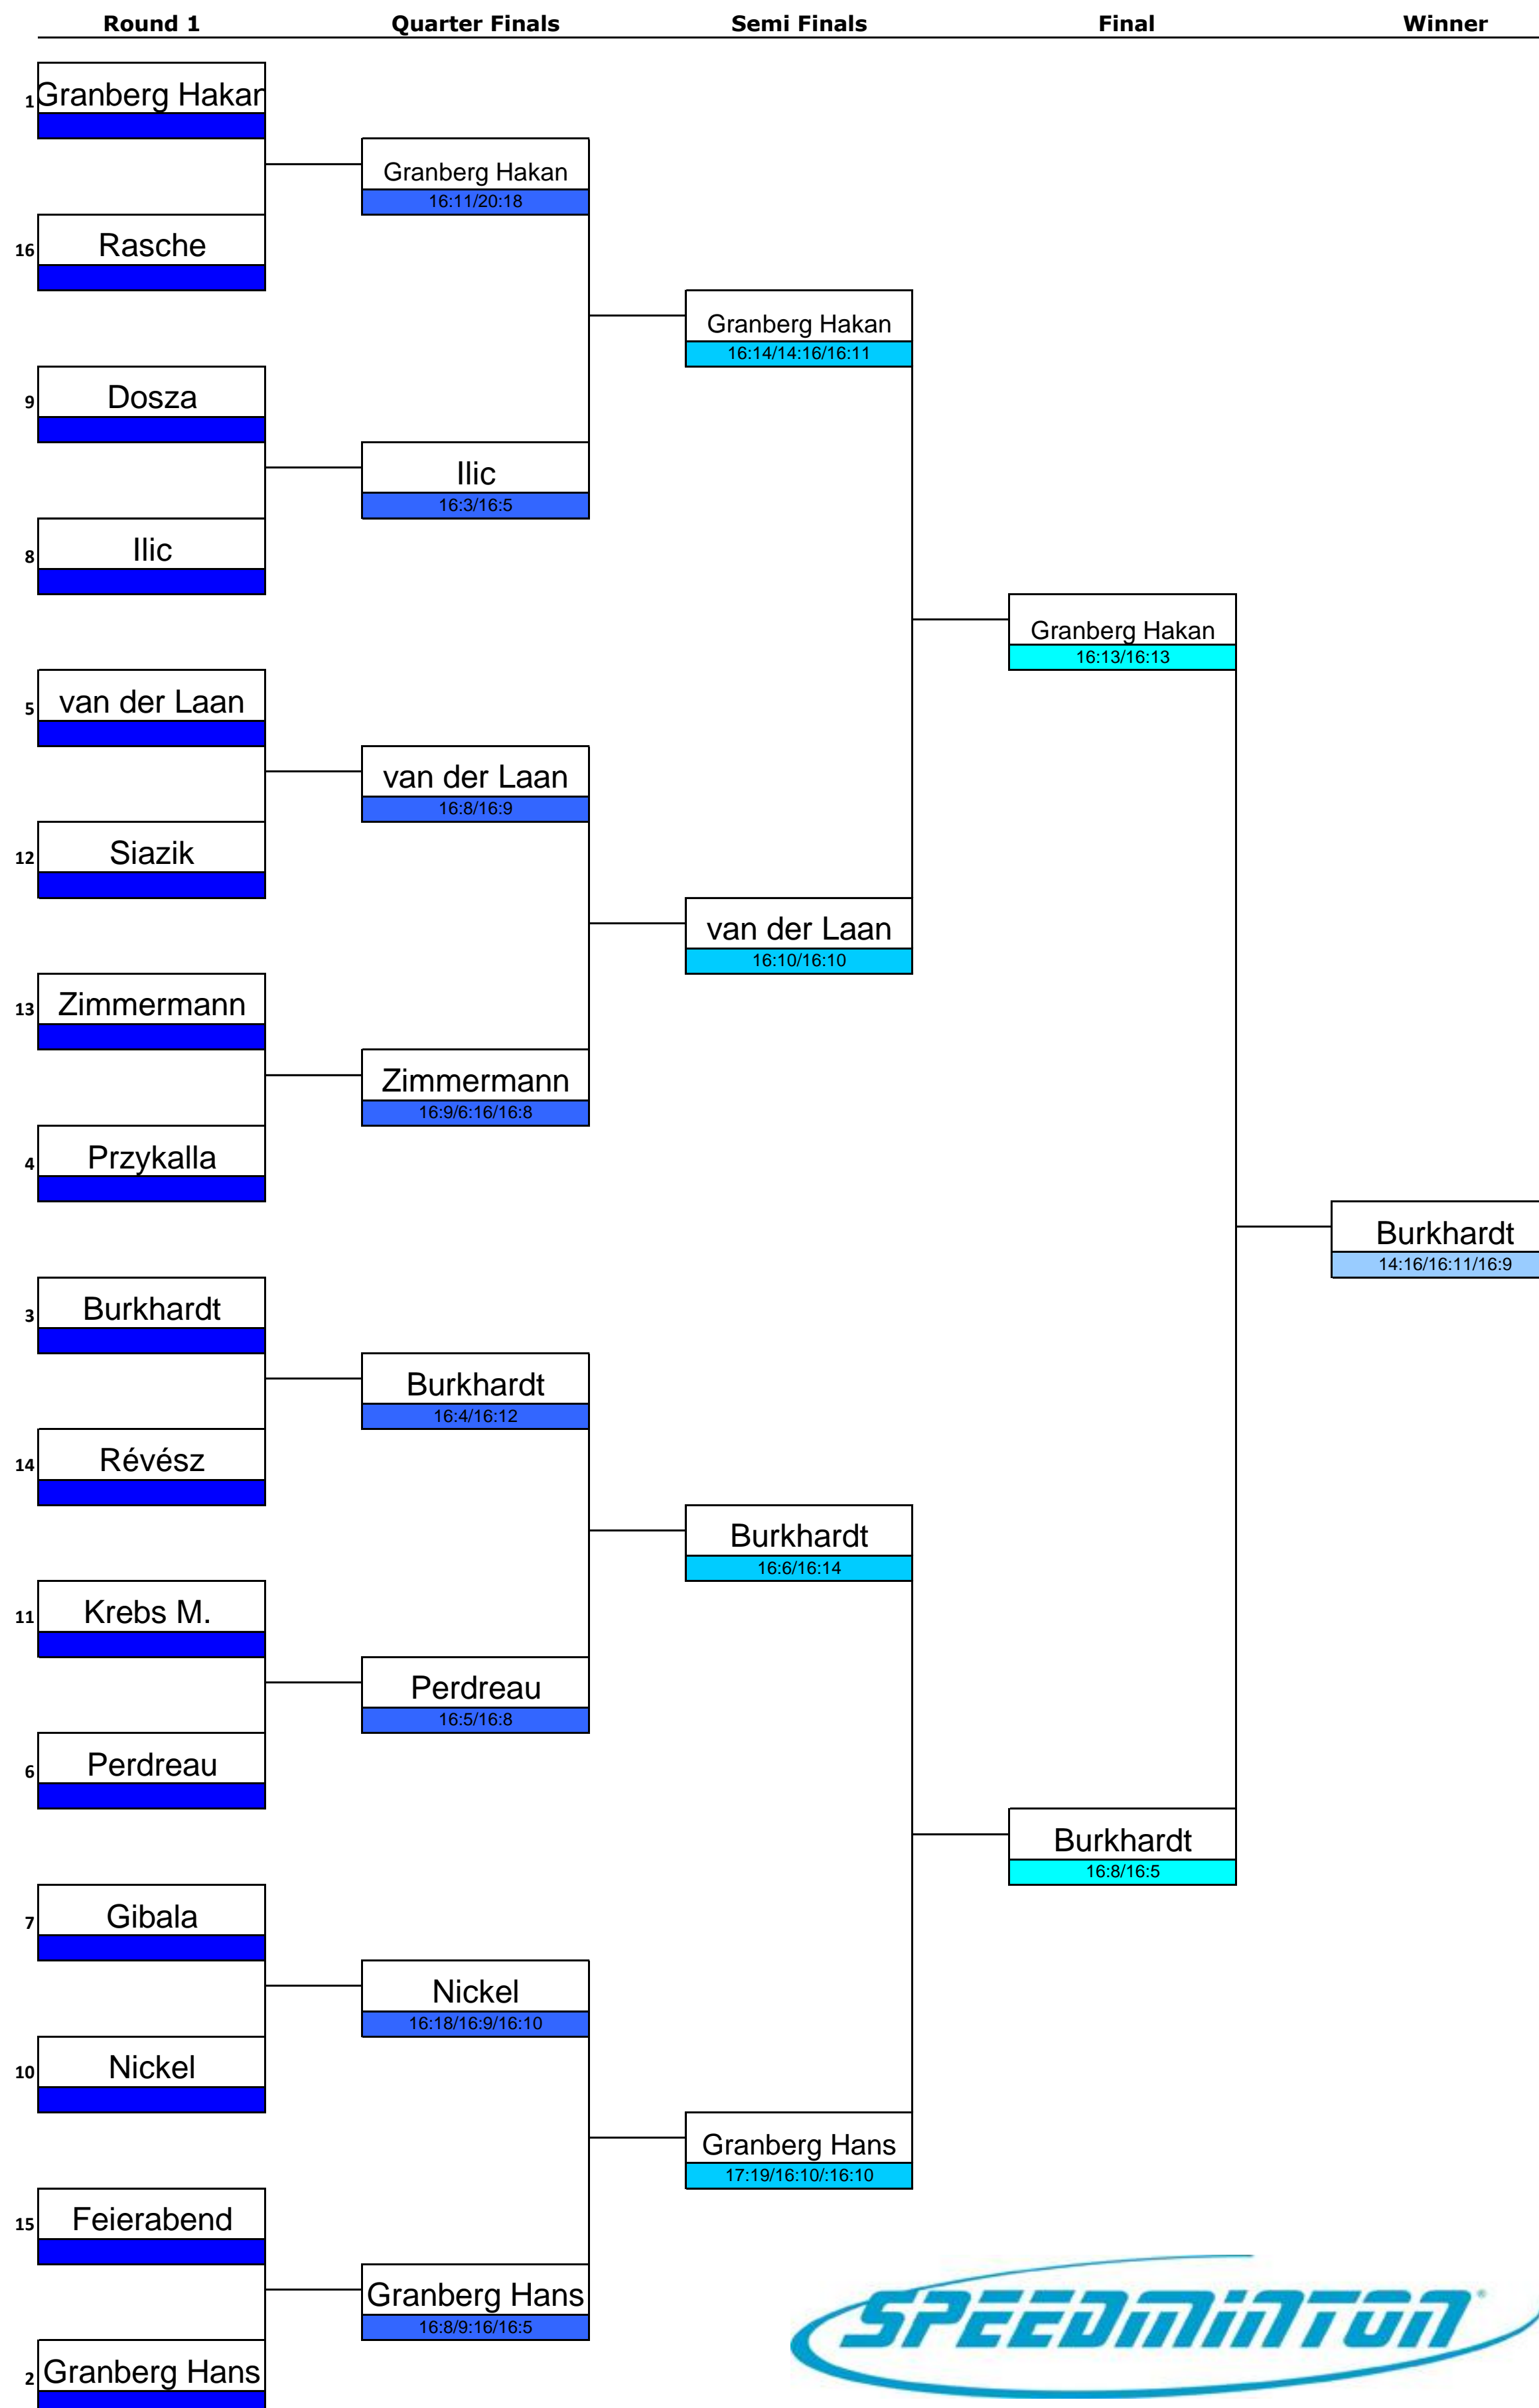 Round 1 Quarter Finals Semi Finals Final Winner
1 Granberg Hakan
Granberg Hakan
16:11/20:18
16 Rasche
Granberg Hakan
16:14/14:16/16:11
9 Dosza
Ilic
16:3/16:5
8 Ilic
Granberg Hakan
16:13/16:13
5 van der Laan
van der Laan
16:8/16:9
12 Siazik
van der Laan
16:10/16:10
13 Zimmermann
Zimmermann
16:9/6:16/16:8
4 Przykalla
Burkhardt
14:16/16:11/16:9
3 Burkhardt
Burkhardt
16:4/16:12
14 Révész
Burkhardt
16:6/16:14
11 Krebs M.
Perdreau
16:5/16:8
6 Perdreau
Burkhardt
16:8/16:5
7 Gibala
Nickel
16:18/16:9/16:10
10 Nickel
Granberg Hans
17:19/16:10/:16:10
15 Feierabend
Granberg Hans
16:8/9:16/16:5
2 Granberg Hans
SPEEDMINTON®